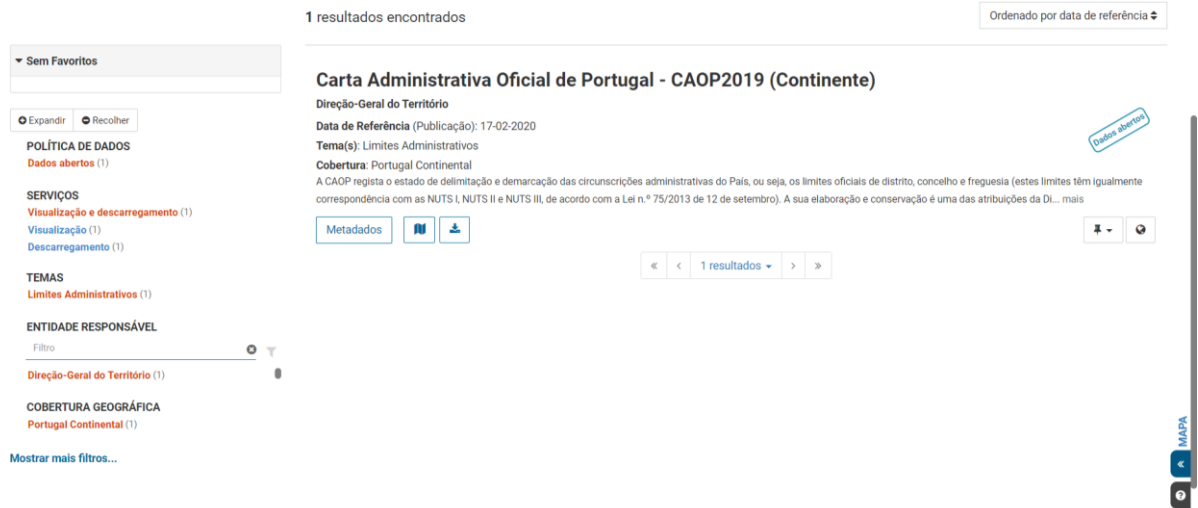 1 resultados encontrados
Ordenado por data de referência
Sem Favoritos
Expandir
Recolher
POLÍTICA DE DADOS
Dados abertos (1)
SERVIÇOS
Visualização e descarregamento (1)
Visualização (1)
Descarregamento (1)
TEMAS
Limites Administrativos (1)
ENTIDADE RESPONSÁVEL
Filtro
Direção-Geral do Território (1)
COBERTURA GEOGRÁFICA
Portugal Continental (1)
Mostrar mais filtros...
Carta Administrativa Oficial de Portugal - CAOP2019 (Continente)
Direção-Geral do Território
Data de Referência (Publicação): 17-02-2020
Tema(s): Limites Administrativos
Cobertura: Portugal Continental
Dados abertos
A CAOP regista o estado de delimitação e demarcação das circunscrições administrativas do País, ou seja, os limites oficiais de distrito, concelho e freguesia (estes limites têm igualmente
correspondência com as NUTS I, NUTS II e NUTS III, de acordo com a Lei n.º 75/2013 de 12 de setembro). A sua elaboração e conservação é uma das atribuições da Di... mais
Metadados
« ‹ 1 resultados › »
MAPA
«
?